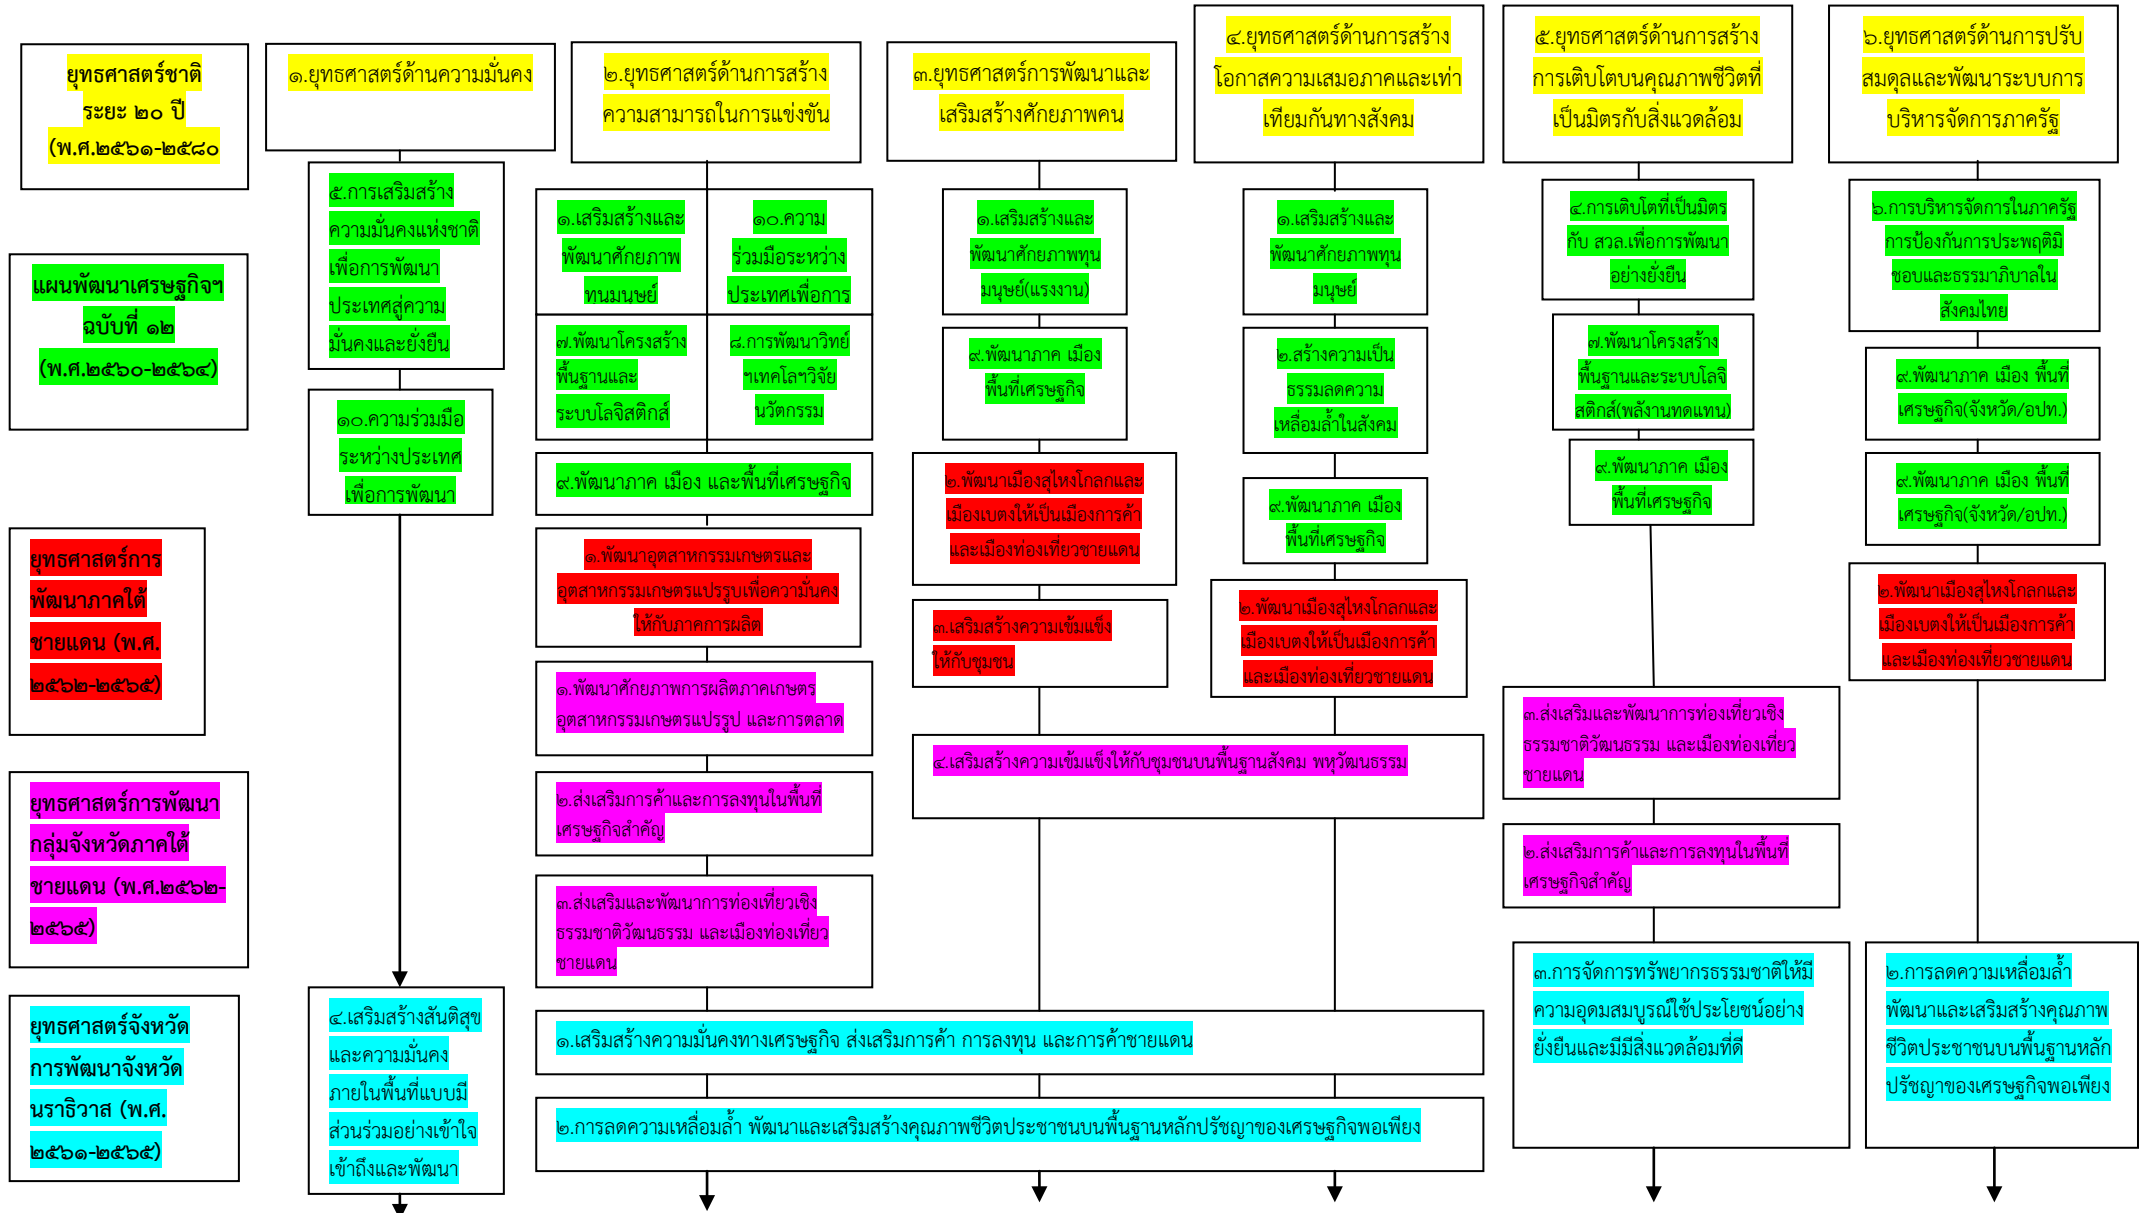 ยุทธศาสตร์ชาติ
ระยะ ๒๐ ปี
(พ.ศ.๒๕๖๑-๒๕๘๐
แผนพัฒนาเศรษฐกิจฯ
ฉบับที่ ๑๒
(พ.ศ.๒๕๖๐-๒๕๖๔)
ยุทธศาสตร์การ
พัฒนาภาคใต้
ชายแดน (พ.ศ.
๒๕๖๒-๒๕๖๕)
ยุทธศาสตร์การพัฒนา
กลุ่มจังหวัดภาคใต้
ชายแดน (พ.ศ.๒๕๖๒-
๒๕๖๕)
ยุทธศาสตร์จังหวัด
การพัฒนาจังหวัด
นราธิวาส (พ.ศ.
๒๕๖๑-๒๕๖๕)
๑.ยุทธศาสตร์ด้านความมั่นคง
๕.การเสริมสร้าง
ความมั่นคงแห่งชาติ
เพื่อการพัฒนา
ประเทศสู่ความ
มั่นคงและยั่งยืน
๑๐.ความร่วมมือ
ระหว่างประเทศ
เพื่อการพัฒนา
๔.เสริมสร้างสันติสุข
และความมั่นคง
ภายในพื้นที่แบบมี
ส่วนร่วมอย่างเข้าใจ
เข้าถึงและพัฒนา
๒.ยุทธศาสตร์ด้านการสร้าง
ความสามารถในการแข่งขัน
๑.เสริมสร้างและ
พัฒนาศักยภาพ
ทนมนุษย์
๑๐.ความ
ร่วมมือระหว่าง
ประเทศเพื่อการ
๗.พัฒนาโครงสร้าง
พื้นฐานและ
ระบบโลจิสติกส์
๘.การพัฒนาวิทย์
ฯเทคโลฯวิจัย
นวัตกรรม
๙.พัฒนาภาค เมือง และพื้นที่เศรษฐกิจ
๑.พัฒนาอุตสาหกรรมเกษตรและ
อุตสาหกรรมเกษตรแปรรูบเพื่อความั่นคง
ให้กับภาคการผลิต
๑.พัฒนาศักยภาพการผลิตภาคเกษตร
อุตสาหกรรมเกษตรแปรรูป และการตลาด
๒.ส่งเสริมการค้าและการลงทุนในพื้นที่
เศรษฐกิจสำคัญ
๓.ส่งเสริมและพัฒนาการท่องเที่ยวเชิง
ธรรมชาติวัฒนธรรม และเมืองท่องเที่ยว
ชายแดน
๓.ยุทธศาสตร์การพัฒนาและ
เสริมสร้างศักยภาพคน
๑.เสริมสร้างและ
พัฒนาศักยภาพทุน
มนุษย์(แรงงาน)
๙.พัฒนาภาค เมือง
พื้นที่เศรษฐกิจ
๒.พัฒนาเมืองสุไหงโกลกและ
เมืองเบตงให้เป็นเมืองการค้า
และเมืองท่องเที่ยวชายแดน
๓.เสริมสร้างความเข้มแข็ง
ให้กับชุมชน
๔.ยุทธศาสตร์ด้านการสร้าง
โอกาสความเสมอภาคและเท่า
เทียมกันทางสังคม
๑.เสริมสร้างและ
พัฒนาศักยภาพทุน
มนุษย์
๒.สร้างความเป็น
ธรรมลดความ
เหลื่อมล้ำในสังคม
๙.พัฒนาภาค เมือง
พื้นที่เศรษฐกิจ
๒.พัฒนาเมืองสุไหงโกลกและ
เมืองเบตงให้เป็นเมืองการค้า
และเมืองท่องเที่ยวชายแดน
๔.เสริมสร้างความเข้มแข็งให้กับชุมชนบนพื้นฐานสังคม พหุวัฒนธรรม
๑.เสริมสร้างความมั่นคงทางเศรษฐกิจ ส่งเสริมการค้า การลงทุน และการค้าชายแดน
๒.การลดความเหลื่อมล้ำ พัฒนาและเสริมสร้างคุณภาพชีวิตประชาชนบนพื้นฐานหลักปรัชญาของเศรษฐกิจพอเพียง
๕.ยุทธศาสตร์ด้านการสร้าง
การเติบโตบนคุณภาพชีวิตที่
เป็นมิตรกับสิ่งแวดล้อม
๔.การเติบโตที่เป็นมิตร
กับ สวล.เพื่อการพัฒนา
อย่างยั่งยืน
๗.พัฒนาโครงสร้าง
พื้นฐานและระบบโลจิ
สติกส์(พลังานทดแทน)
๙.พัฒนาภาค เมือง
พื้นที่เศรษฐกิจ
๓.ส่งเสริมและพัฒนาการท่องเที่ยวเชิง
ธรรมชาติวัฒนธรรม และเมืองท่องเที่ยว
ชายแดน
๒.ส่งเสริมการค้าและการลงทุนในพื้นที่
เศรษฐกิจสำคัญ
๓.การจัดการทรัพยากรธรรมชาติให้มี
ความอุดมสมบูรณ์ใช้ประโยชน์อย่าง
ยั่งยืนและมีมีสิ่งแวดล้อมที่ดี
๖.ยุทธศาสตร์ด้านการปรับ
สมดุลและพัฒนาระบบการ
บริหารจัดการภาครัฐ
๖.การบริหารจัดการในภาครัฐ
การป้องกันการประพฤติมิ
ชอบและธรรมาภิบาลใน
สังคมไทย
๙.พัฒนาภาค เมือง พื้นที่
เศรษฐกิจ(จังหวัด/อปท.)
๙.พัฒนาภาค เมือง พื้นที่
เศรษฐกิจ(จังหวัด/อปท.)
๒.พัฒนาเมืองสุไหงโกลกและ
เมืองเบตงให้เป็นเมืองการค้า
และเมืองท่องเที่ยวชายแดน
๒.การลดความเหลื่อมล้ำ
พัฒนาและเสริมสร้างคุณภาพ
ชีวิตประชาชนบนพื้นฐานหลัก
ปรัชญาของเศรษฐกิจพอเพียง